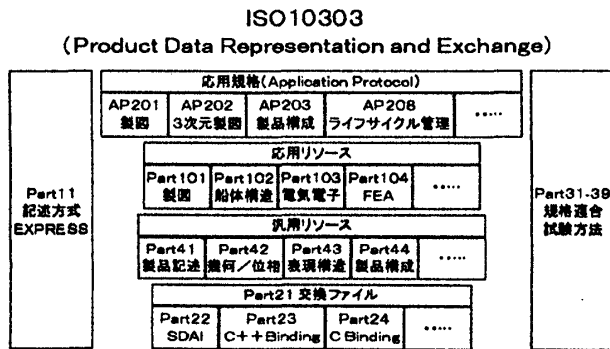 ISO10303
(Product Data Representation and Exchange)
応用規格(Application Protocol)
AP201 AP202 AP203 AP208 ・・・・・
製図 3次元製図 製品構成 ライフサイクル管理
応用リソース
Part101 Part102 Part103 Part104 ・・・・・
製図 船体構造 電気電子 FEA
Part11
記述方式
EXPRESS
Part31-39
規格適合
試験方法
汎用リソース
Part41 Part42 Part43 Part44 ・・・・・
製品記述 幾何/位相 表現構造 製品構成
Part21 交換ファイル
Part22 Part23 Part24 ・・・・・
SDAI C++Binding C Binding